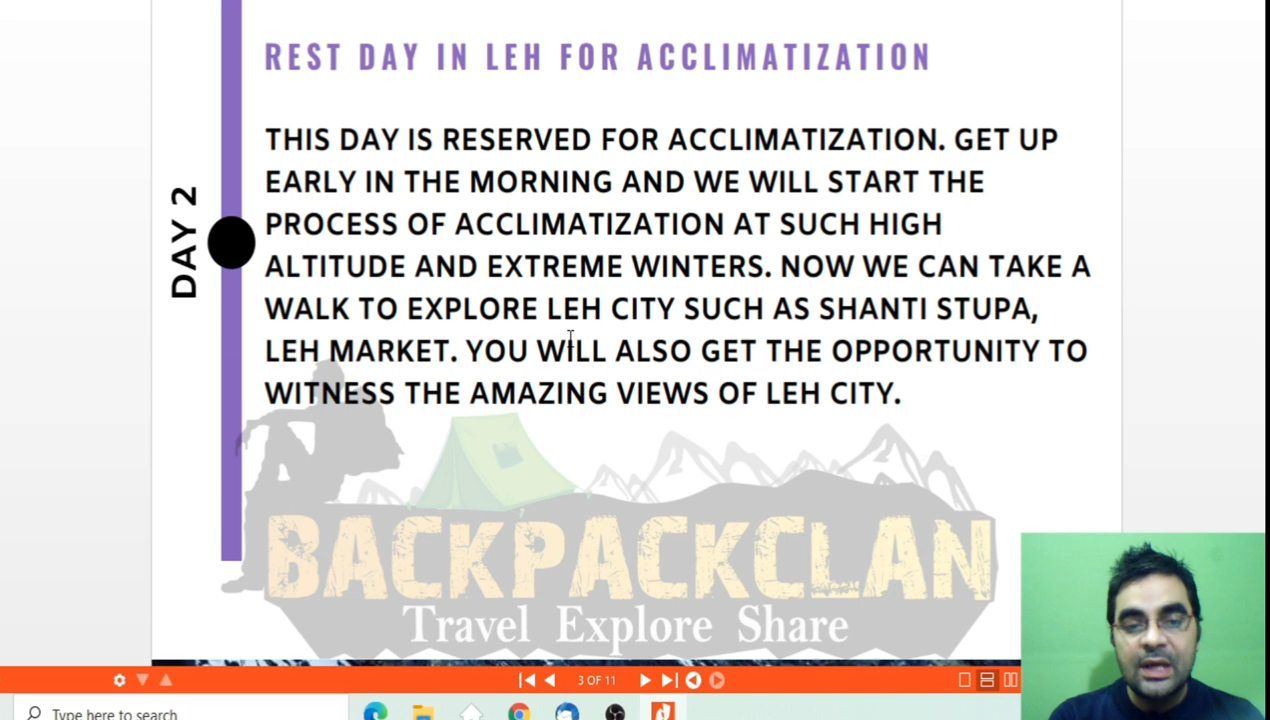 REST DAY IN LEH FOR ACCLIMATIZATION
THIS DAY IS RESERVED FOR ACCLIMATIZATION. GET UP
EARLY IN THE MORNING AND WE WILL START THE
PROCESS OF ACCLIMATIZATION AT SUCH HIGH
ALTITUDE AND EXTREME WINTERS. NOW WE CAN TAKE A
WALK TO EXPLORE LEH CITY SUCH AS SHANTI STUPA,
LEH MARKET. YOU WILL ALSO GET THE OPPORTUNITY TO
WITNESS THE AMAZING VIEWS OF LEH CITY.
DAY 2
BACKPACKCLAN
Travel Explore Share
3 OF 11
Type here to search